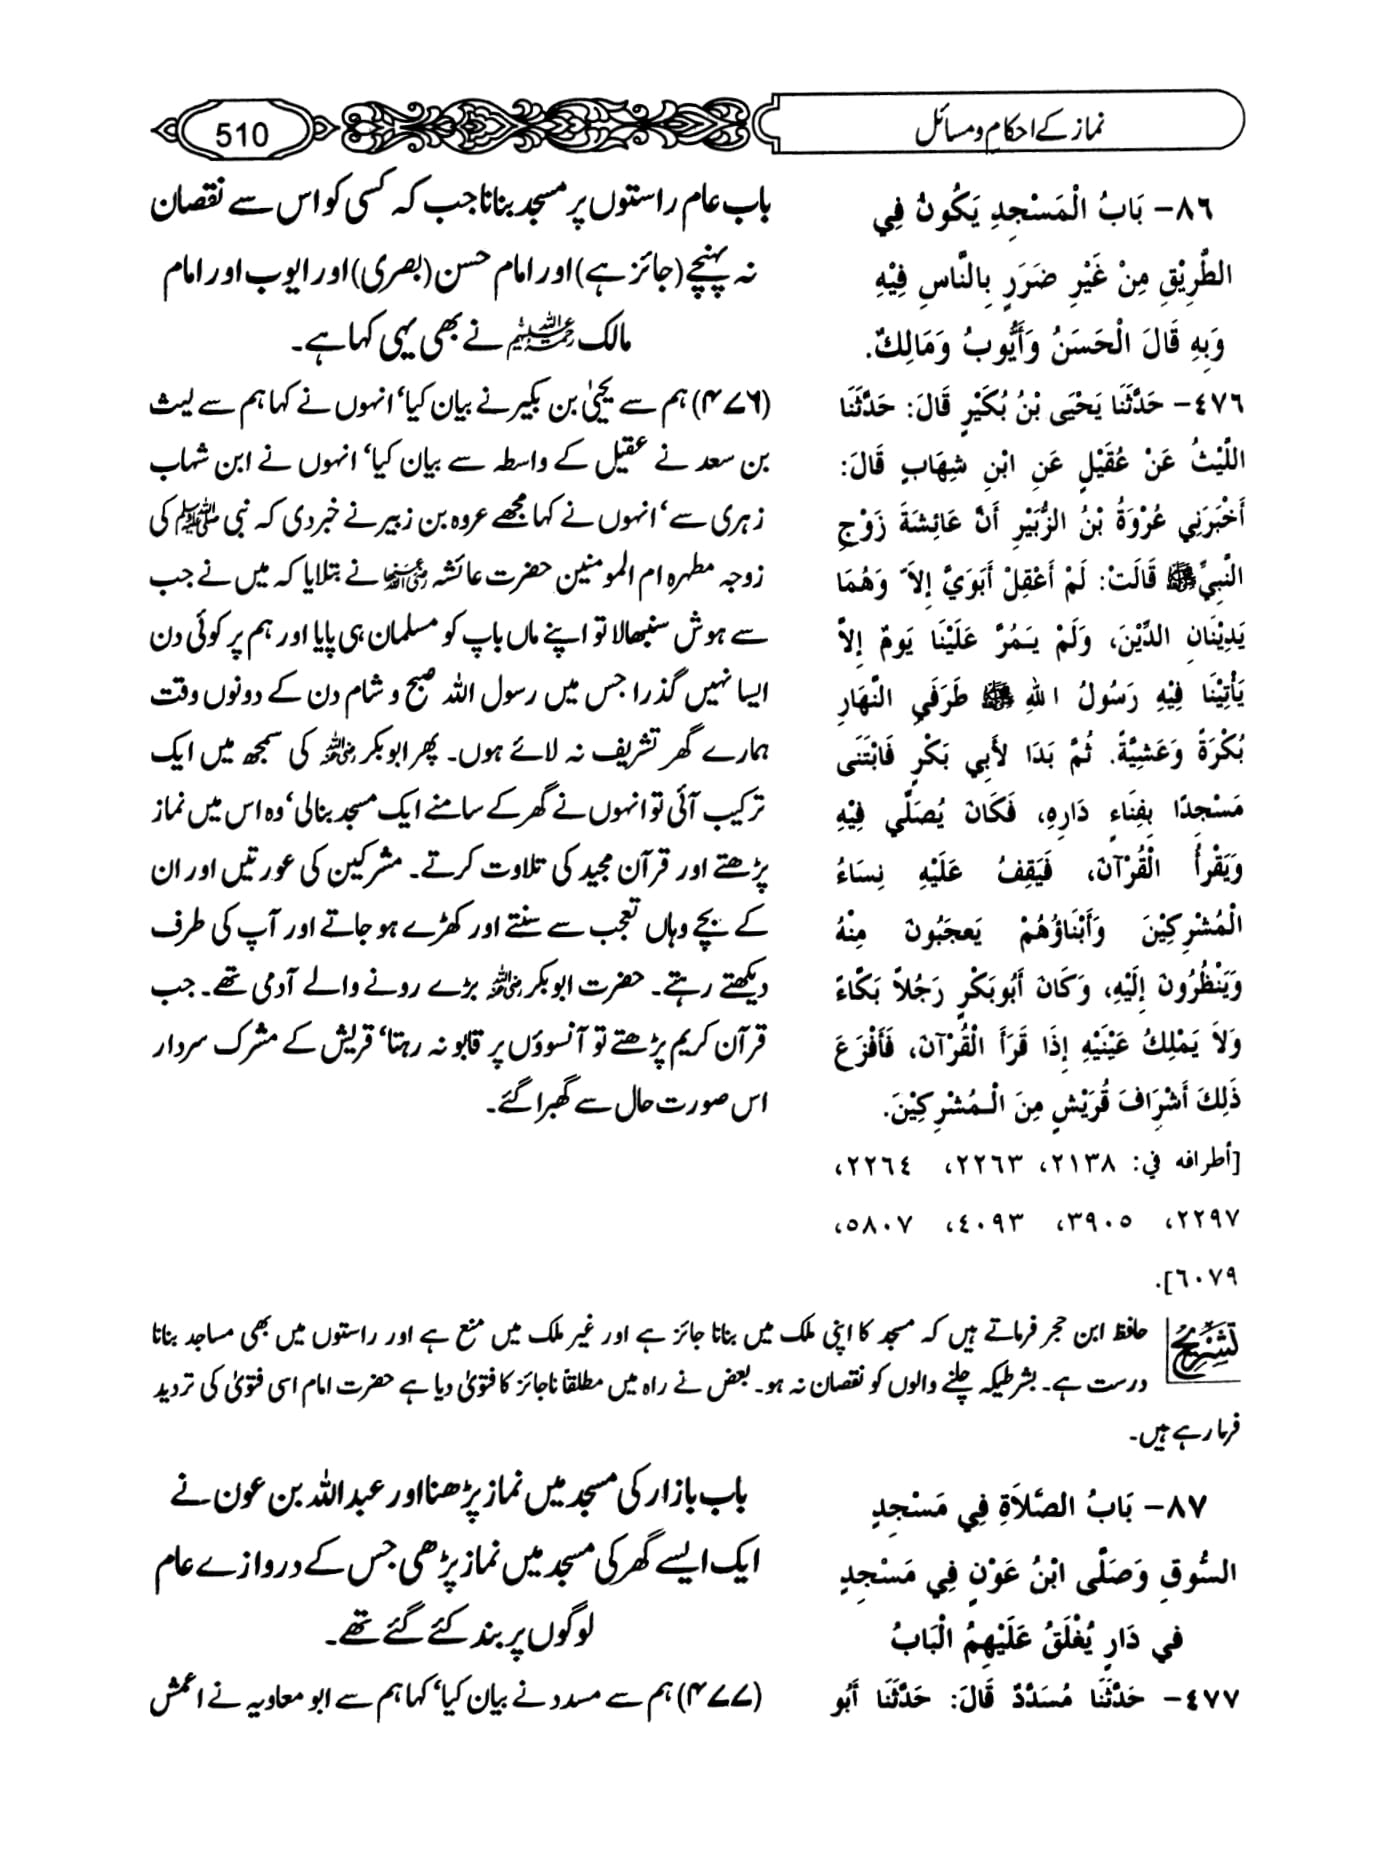 نماز کے احکام و مسائل
510
٨٦- بَابُ الْمَسْجِدِ يَكُونُ فِي
الطَّرِيْقِ مِنْ غَيْرِ ضَرَرٍ بِالنَّاسِ فِيْهِ
وَبِهِ قَالَ الْحَسَنُ وَأَيُّوبُ وَمَالِكٌ.
٤٧٦- حَدَّثَنَا يَحْيَى بْنُ بُكَيْرٍ قَالَ: حَدَّثَنَا
اللَّيْثُ عَنْ عُقَيْلٍ عَنِ ابْنِ شِهَابٍ قَالَ:
أَخْبَرَنِي عُرْوَةُ بْنُ الزُّبَيْرِ أَنَّ عَائِشَةَ زَوْجِ
النَّبِيِّ ﷺ قَالَتْ: لَمْ أَعْقِلْ أَبَوَيَّ إِلاَّ وَهُمَا
يَدِيْنَانِ الدِّيْنَ، وَلَمْ يَمُرَّ عَلَيْنَا يَومٌ إِلاَّ
يَأْتِيْنَا فِيْهِ رَسُولُ اللهِ ﷺ طَرَفَيِ النَّهَارِ
بُكْرَةً وَعَشِيَّةً. ثُمَّ بَدَا لأَبِي بَكْرٍ فَابْتَنَى
مَسْجِدًا بِفِنَاءِ دَارِهِ، فَكَانَ يُصَلِّي فِيْهِ
وَيَقْرَأُ الْقُرْآنَ، فَيَقِفُ عَلَيْهِ نِسَاءُ
الْمُشْرِكِيْنَ وَأَبْنَاؤُهُمْ يَعجَبُونَ مِنْهُ
وَيَنْظُرُونَ إِلَيْهِ، وَكَانَ أَبُوبَكْرٍ رَجُلاً بَكَّاءً
وَلاَ يَمْلِكُ عَيْنَيْهِ إِذَا قَرَأَ الْقُرْآنَ، فَأَفْزَعَ
ذَلِكَ أَشْرَافَ قُرَيْشٍ مِنَ الْمُشْرِكِيْنَ.
[أطرافه في: ٢١٣٨، ٢٢٦٣، ٢٢٦٤،
٢٢٩٧، ٣٩٠٥، ٤٠٩٣، ٥٨٠٧،
٦٠٧٩].
باب عام راستوں پر مسجد بنانا جب کہ کسی کو اس سے نقصان
نہ پہنچے (جائز ہے) اور امام حسن (بصری) اور ایوب اور امام
مالک رحمۃ اللہ علیہم نے بھی یہی کہا ہے۔
(۴۷۶) ہم سے یحییٰ بن بکیر نے بیان کیا‘ انہوں نے کہا ہم سے لیث
بن سعد نے عقیل کے واسطہ سے بیان کیا‘ انہوں نے ابن شہاب
زہری سے‘ انہوں نے کہا مجھے عروہ بن زبیر نے خبر دی کہ نبی ﷺ کی
زوجہ مطہرہ ام المومنین حضرت عائشہ رضی اللہ عنہا نے بتلایا کہ میں نے جب
سے ہوش سنبھالا تو اپنے ماں باپ کو مسلمان ہی پایا اور ہم پر کوئی دن
ایسا نہیں گذرا جس میں رسول اللہ صبح و شام دن کے دونوں وقت
ہمارے گھر تشریف نہ لائے ہوں۔ پھر ابوبکر رضی اللہ عنہ کی سمجھ میں ایک
ترکیب آئی تو انہوں نے گھر کے سامنے ایک مسجد بنالی‘ وہ اس میں نماز
پڑھتے اور قرآن مجید کی تلاوت کرتے۔ مشرکین کی عورتیں اور ان
کے بچے وہاں تعجب سے سنتے اور کھڑے ہو جاتے اور آپ کی طرف
دیکھتے رہتے۔ حضرت ابوبکر رضی اللہ عنہ بڑے رونے والے آدمی تھے۔ جب
قرآن کریم پڑھتے تو آنسوؤں پر قابو نہ رہتا‘ قریش کے مشرک سردار
اس صورت حال سے گھبرا گئے۔
تشریح
حافظ ابن حجر فرماتے ہیں کہ مسجد کا اپنی ملک میں بنانا جائز ہے اور غیر ملک میں منع ہے اور راستوں میں بھی مساجد بنانا
درست ہے۔ بشرطیکہ چلنے والوں کو نقصان نہ ہو۔ بعض نے راہ میں مطلقاً ناجائز کا فتویٰ دیا ہے حضرت امام اسی فتویٰ کی تردید
فرما رہے ہیں۔
٨٧- بَابُ الصَّلاَةِ فِي مَسْجِدِ
السُّوقِ وَصَلَّى ابْنُ عَوْنٍ فِي مَسْجِدٍ
في دَارٍ يُغْلَقُ عَلَيْهِمُ الْبَابُ
٤٧٧- حَدَّثَنَا مُسَدَّدٌ قَالَ: حَدَّثَنَا أَبُو
باب بازار کی مسجد میں نماز پڑھنا اور عبداللہ بن عون نے
ایک ایسے گھر کی مسجد میں نماز پڑھی جس کے دروازے عام
لوگوں پر بند کئے گئے تھے۔
(۴۷۷) ہم سے مسدد نے بیان کیا‘ کہا ہم سے ابو معاویہ نے اعمش